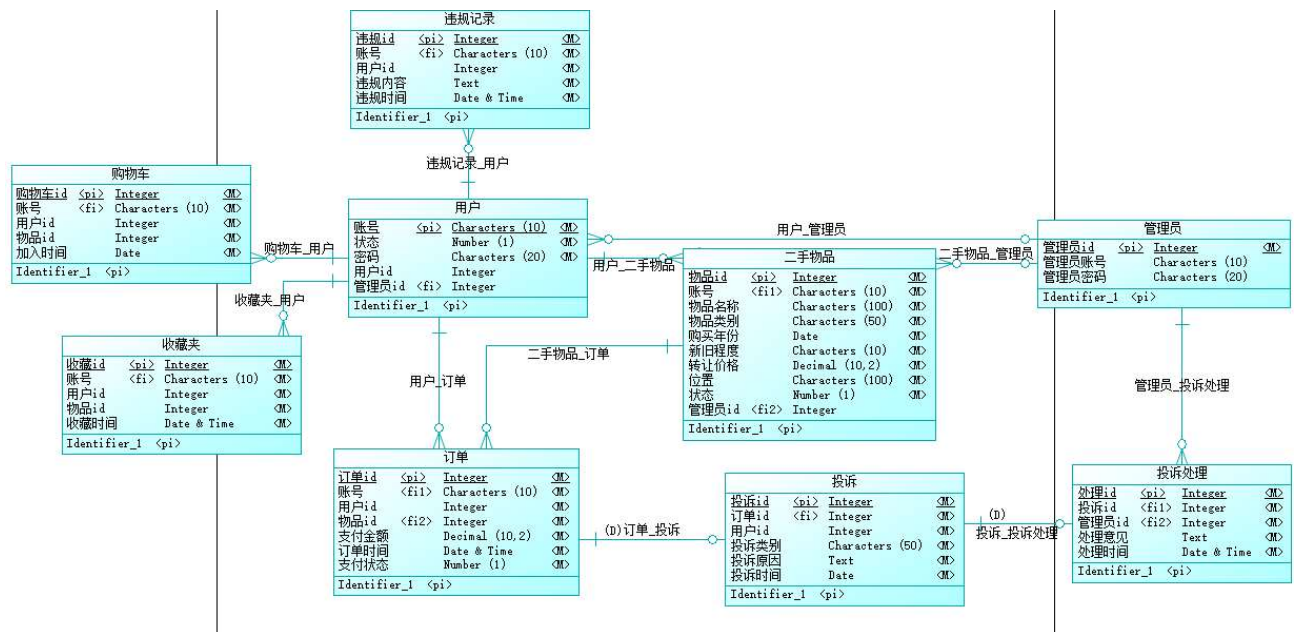 违规记录
违规id <pi> Integer <M>
账号 <fi> Characters (10) <M>
用户id Integer <M>
违规内容 Text <M>
违规时间 Date & Time <M>
Identifier_1 <pi>
违规记录_用户
购物车
购物车id <pi> Integer <M>
账号 <fi> Characters (10) <M>
用户id Integer <M>
物品id Integer <M>
加入时间 Date <M>
Identifier_1 <pi>
购物车_用户
用户
账号 <pi> Characters (10) <M>
状态 Number (1) <M>
密码 Characters (20) <M>
用户id Integer
管理员id <fi> Integer
Identifier_1 <pi>
用户_管理员
用户_二手物品
二手物品_管理员
管理员
管理员id <pi> Integer <M>
管理员账号 Characters (10)
管理员密码 Characters (20)
Identifier_1 <pi>
二手物品
物品id <pi> Integer <M>
账号 <fi1> Characters (10) <M>
物品名称 Characters (100) <M>
物品类别 Characters (50) <M>
购买年份 Date <M>
新旧程度 Characters (10) <M>
转让价格 Decimal (10,2) <M>
位置 Characters (100) <M>
状态 Number (1) <M>
管理员id <fi2> Integer
Identifier_1 <pi>
收藏夹_用户
收藏夹
收藏id <pi> Integer <M>
账号 <fi> Characters (10) <M>
用户id Integer <M>
物品id Integer <M>
收藏时间 Date & Time <M>
Identifier_1 <pi>
二手物品_订单
用户_订单
管理员_投诉处理
订单
订单id <pi> Integer <M>
账号 <fi1> Characters (10) <M>
用户id Integer <M>
物品id <fi2> Integer <M>
支付金额 Decimal (10,2) <M>
订单时间 Date & Time <M>
支付状态 Number (1) <M>
Identifier_1 <pi>
(D)订单_投诉
投诉
投诉id <pi> Integer <M>
订单id <fi> Integer <M>
用户id Integer <M>
投诉类别 Characters (50) <M>
投诉原因 Text <M>
投诉时间 Date <M>
Identifier_1 <pi>
(D)
投诉_投诉处理
投诉处理
处理id <pi> Integer <M>
投诉id <fi1> Integer <M>
管理员id <fi2> Integer <M>
处理意见 Text <M>
处理时间 Date & Time <M>
Identifier_1 <pi>